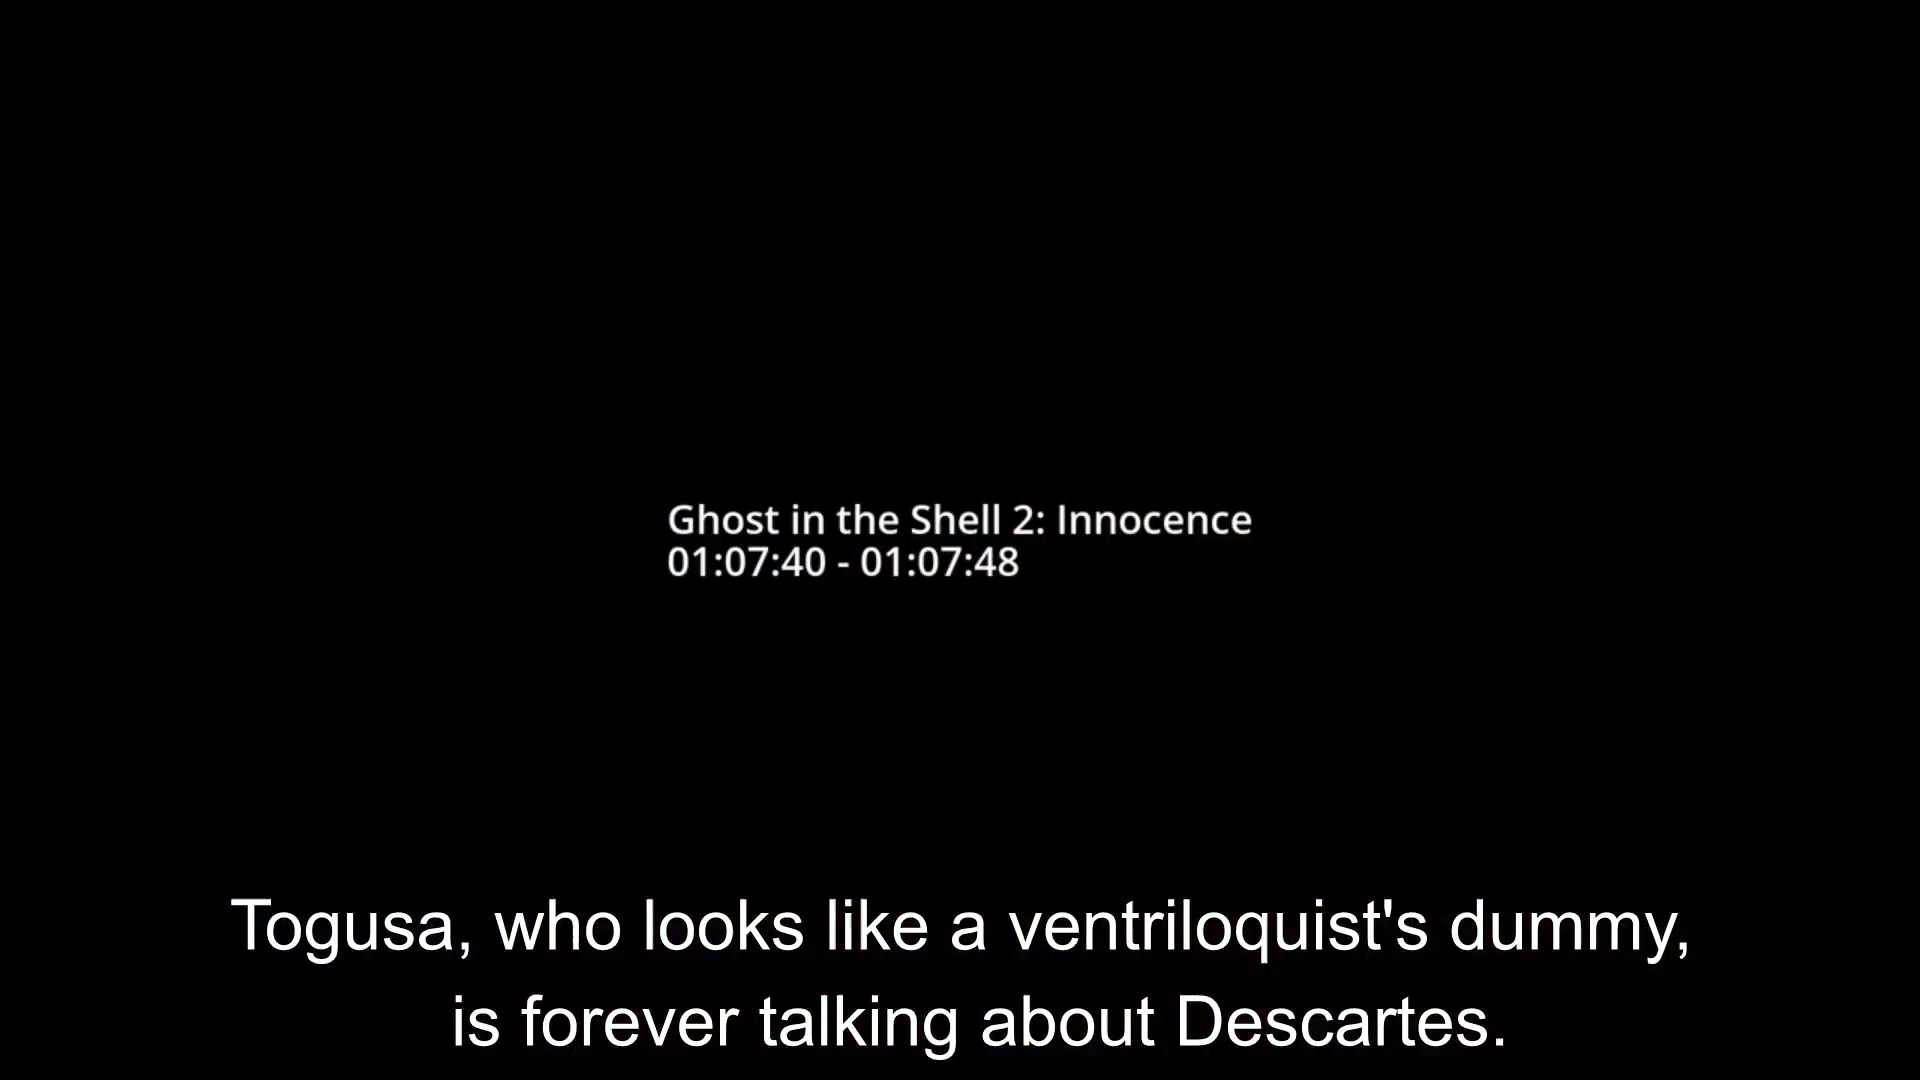 Ghost in the Shell 2: Innocence
01:07:40 - 01:07:48
Togusa, who looks like a ventriloquist's dummy,
is forever talking about Descartes.